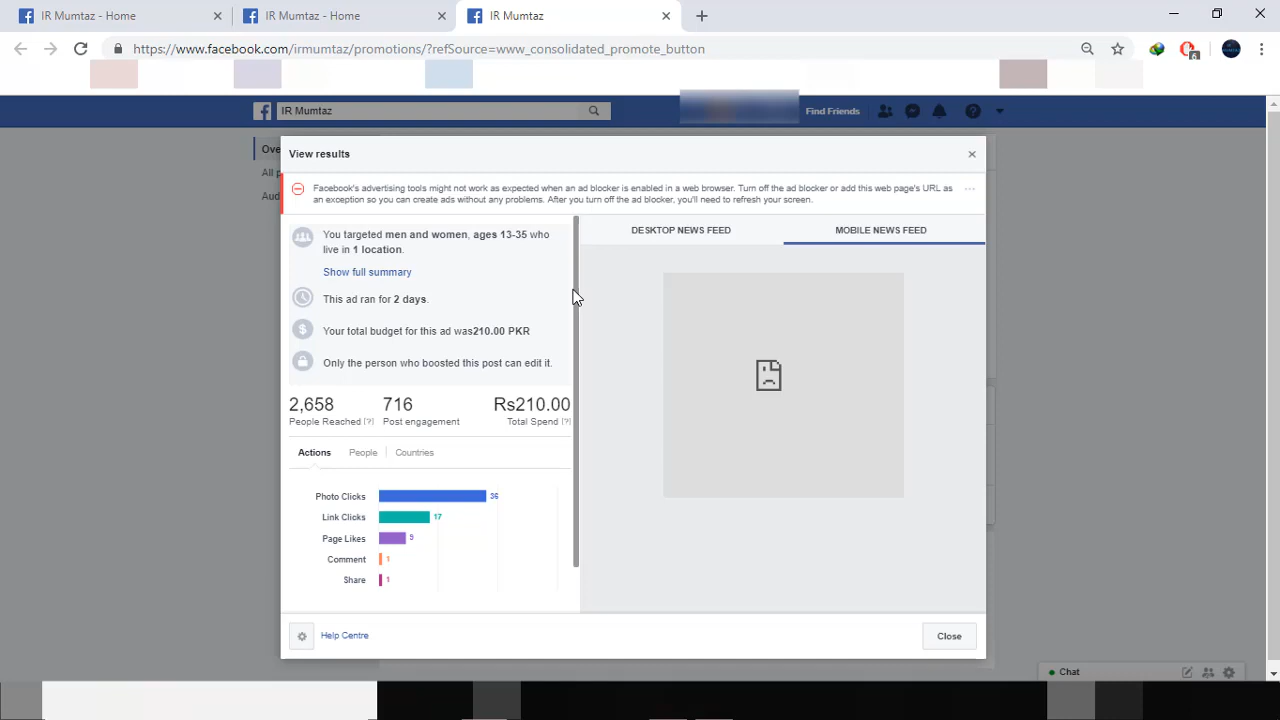 IR Mumtaz - Home
IR Mumtaz - Home
IR Mumtaz
https://www.facebook.com/irmumtaz/promotions/?refSource=www_consolidated_promote_button
6
IR Mumtaz
Find Friends
Ove
All p
Aud
View results
Facebook's advertising tools might not work as expected when an ad blocker is enabled in a web browser. Turn off the ad blocker or add this web page's URL as
an exception so you can create ads without any problems. After you turn off the ad blocker, you'll need to refresh your screen.
You targeted men and women, ages 13-35 who
live in 1 location.
Show full summary
This ad ran for 2 days.
Your total budget for this ad was210.00 PKR
Only the person who boosted this post can edit it.
DESKTOP NEWS FEED
MOBILE NEWS FEED
2,658
716
Rs210.00
People Reached [?]
Post engagement
Total Spend [?]
Actions
People
Countries
Photo Clicks 36
Link Clicks 17
Page Likes 5
Comment 1
Share 1
Help Centre
Close
Chat